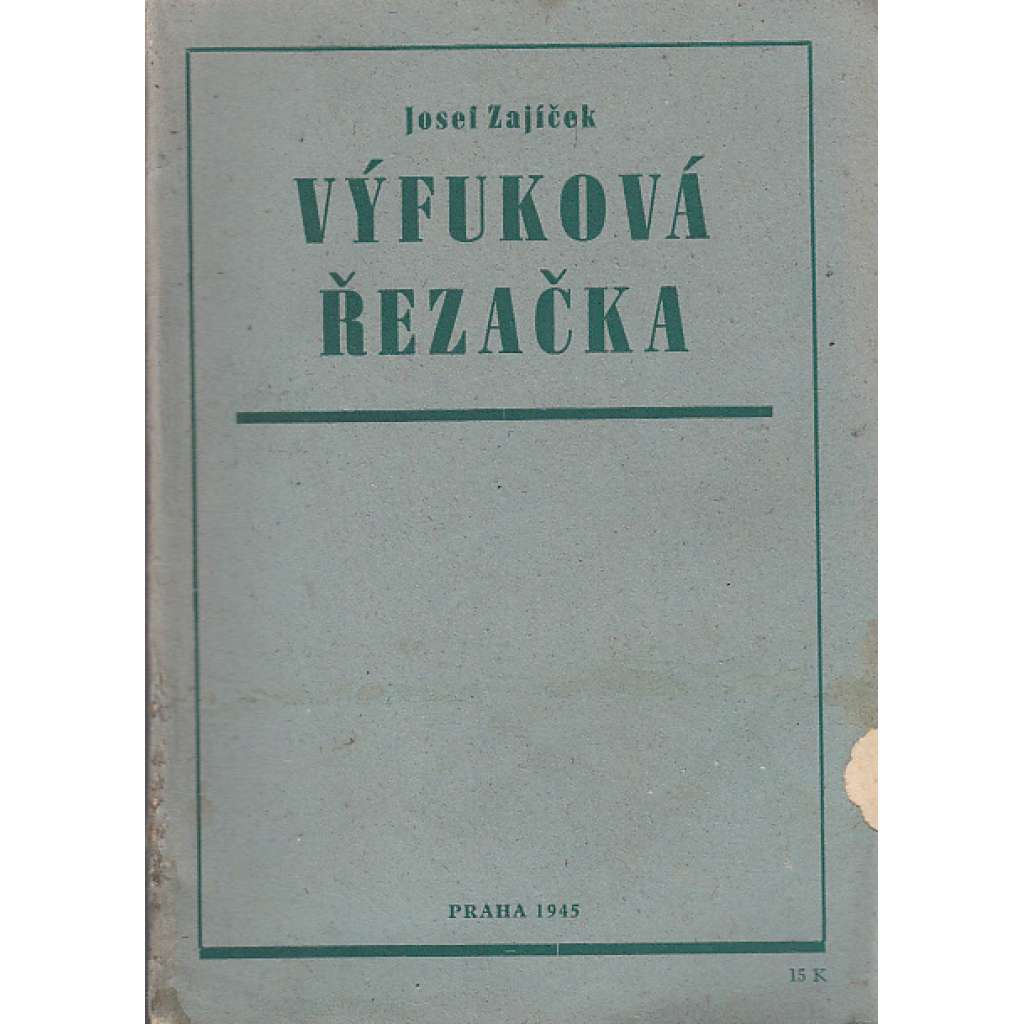 Josef Zajíček
VÝFUKOVÁ
ŘEZAČKA
PRAHA 1945
15 K